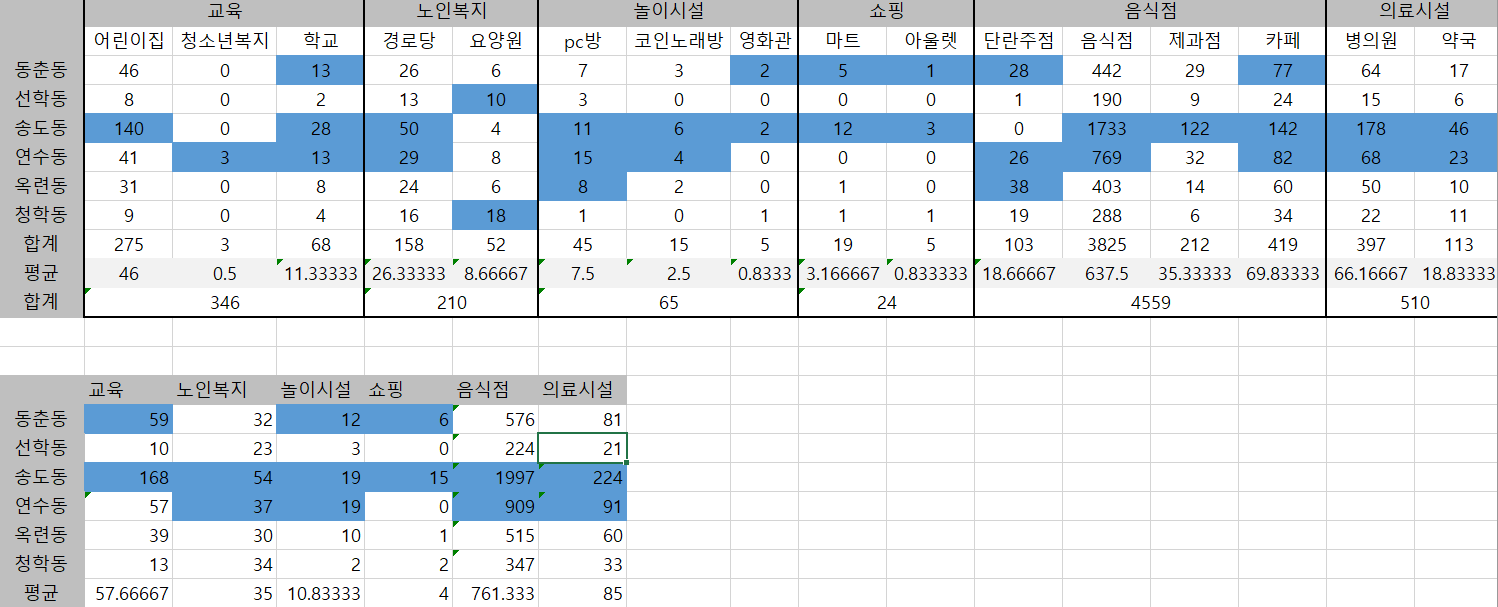 교육 노인복지 놀이시설 쇼핑 음식점 의료시설
어린이집 청소년복지 학교 경로당 요양원 pc방 코인노래방 영화관 마트 아울렛 단란주점 음식점 제과점 카페 병의원 약국
동춘동 46 0 13 26 6 7 3 2 5 1 28 442 29 77 64 17
선학동 8 0 2 13 10 3 0 0 0 0 1 190 9 24 15 6
송도동 140 0 28 50 4 11 6 2 12 3 0 1733 122 142 178 46
연수동 41 3 13 29 8 15 4 0 0 0 26 769 32 82 68 23
옥련동 31 0 8 24 6 8 2 0 1 0 38 403 14 60 50 10
청학동 9 0 4 16 18 1 0 1 1 1 19 288 6 34 22 11
합계 275 3 68 158 52 45 15 5 19 5 103 3825 212 419 397 113
평균 46 0.5 11.33333 26.33333 8.66667 7.5 2.5 0.8333 3.166667 0.833333 18.66667 637.5 35.33333 69.83333 66.16667 18.83333
합계 346 210 65 24 4559 510
교육 노인복지 놀이시설 쇼핑 음식점 의료시설
동춘동 59 32 12 6 576 81
선학동 10 23 3 0 224 21
송도동 168 54 19 15 1997 224
연수동 57 37 19 0 909 91
옥련동 39 30 10 1 515 60
청학동 13 34 2 2 347 33
평균 57.66667 35 10.83333 4 761.333 85